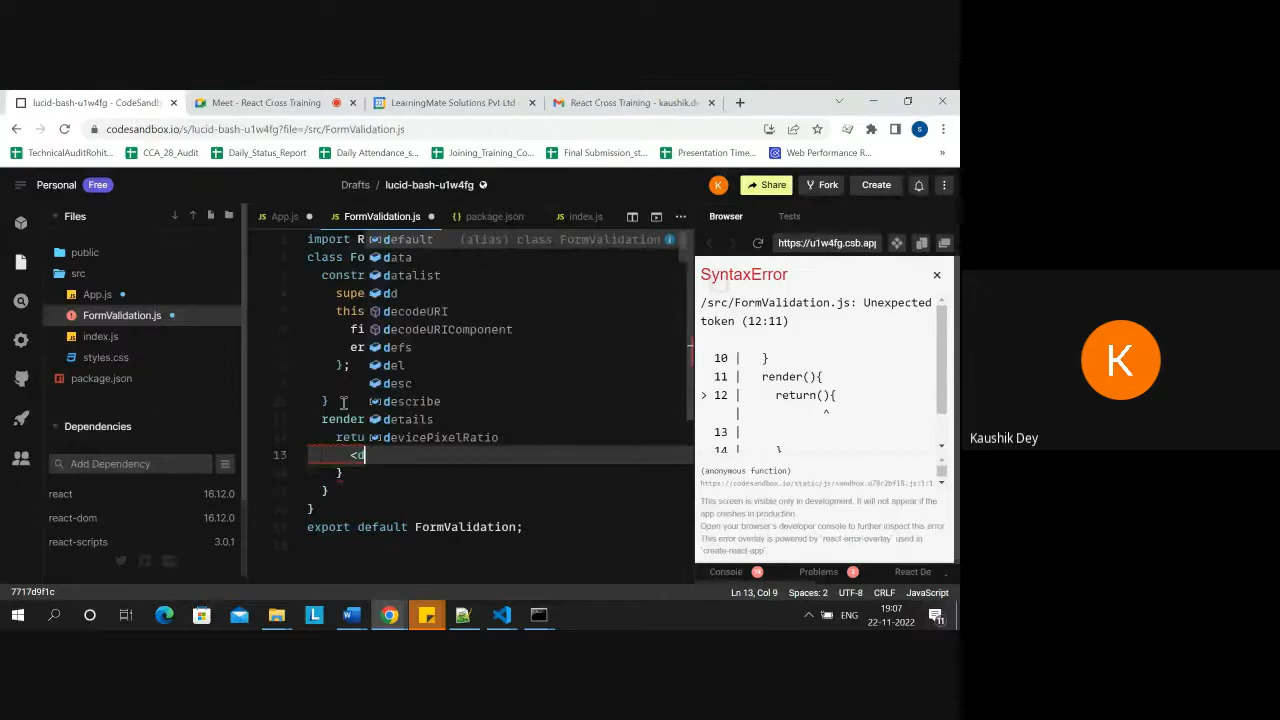 lucid-bash-u1w4fg - CodeSandb
Meet - React Cross Training
LearningMate Solutions Pvt Ltd -
React Cross Training - kaushik.d
codesandbox.io/s/lucid-bash-u1w4fg?file=/src/FormValidation.js
s
TechnicalAuditRohit...
CCA_28_Audit
Daily_Status_Report
Daily Attendance_s...
Joining_Training_Co...
Final Submission_st...
Presentation Time...
Web Performance R...
»
Personal Free
Drafts / lucid-bash-u1w4fg
K
Share
Fork
Create
Files
JS App.js
JS FormValidation.js
{} package.json
JS index.js
Browser
Tests
https://u1w4fg.csb.app
public
src
JS App.js
FormValidation.js
JS index.js
styles.css
package.json
Dependencies
Add Dependency
react 16.12.0
react-dom 16.12.0
react-scripts 3.0.1
import R
class Fo
constr
supe
this
fi
er
};
}
render
retu
13 <d
}
}
}
export default FormValidation;
default (alias) class FormValidation
data
datalist
dd
decodeURI
decodeURIComponent
defs
del
desc
describe
details
devicePixelRatio
SyntaxError
/src/FormValidation.js: Unexpected
token (12:11)
10 | }
11 | render(){
> 12 | return(){
| ^
13 |
14 | }
(anonymous function)
This screen is visible only in development. It will not appear if the
app crashes in production.
Open your browser's developer console to further inspect this error
This error overlay is powered by `react-error-overlay` used in
`create-react-app`
Console
Problems
React De
7717d9f1c
Ln 13, Col 9 Spaces: 2 UTF-8 CRLF JavaScript
ENG
19:07
22-11-2022
K
Kaushik Dey